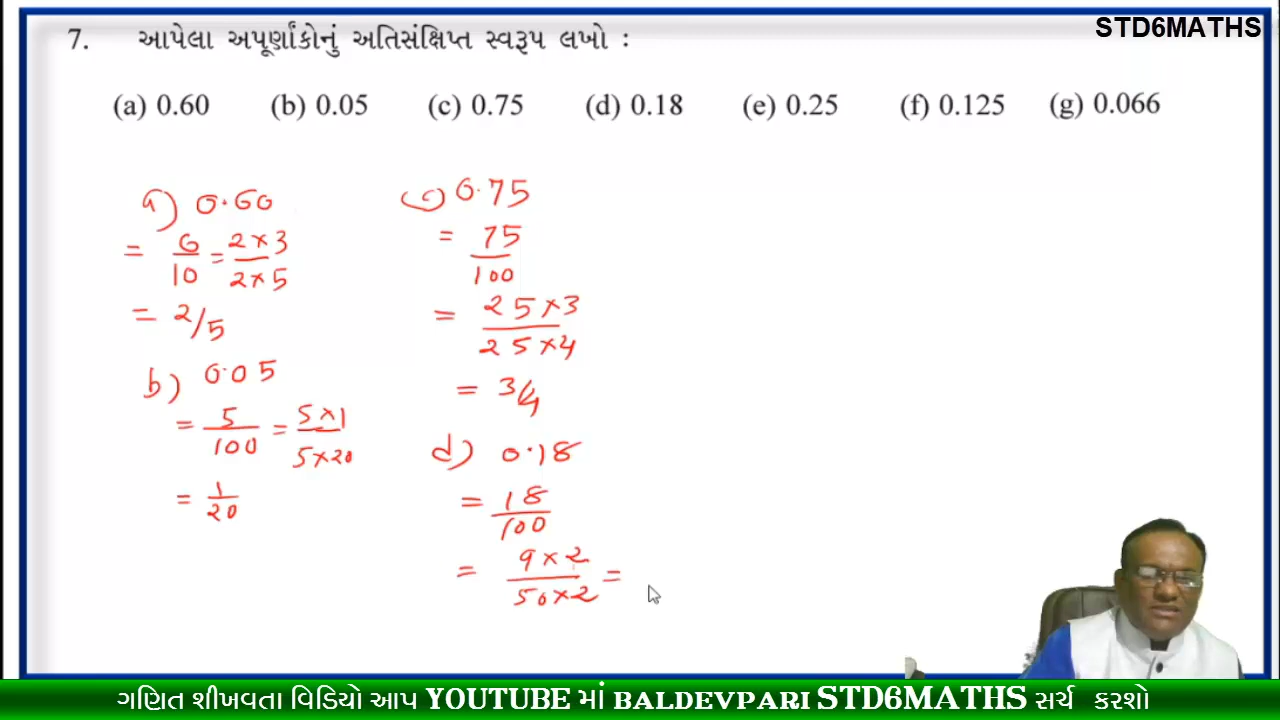 STD6MATHS
7. આપેલા અપૂર્ણાંકોનું અતિસંક્ષિપ્ત સ્વરૂપ લખો :
(a) 0.60 (b) 0.05 (c) 0.75 (d) 0.18 (e) 0.25 (f) 0.125 (g) 0.066
a) 0.60
= 6/10 = 2×3/2×5
= 2/5
b) 0.05
= 5/100 = 5×1/5×20
= 1/20
c) 0.75
= 75/100
= 25×3/25×4
= 3/4
d) 0.18
= 18/100
= 9×2/50×2 =
ગણિત શીખવતા વિડિયો આપ YOUTUBE માં BALDEVPARI STD6MATHS સર્ચ કરશો